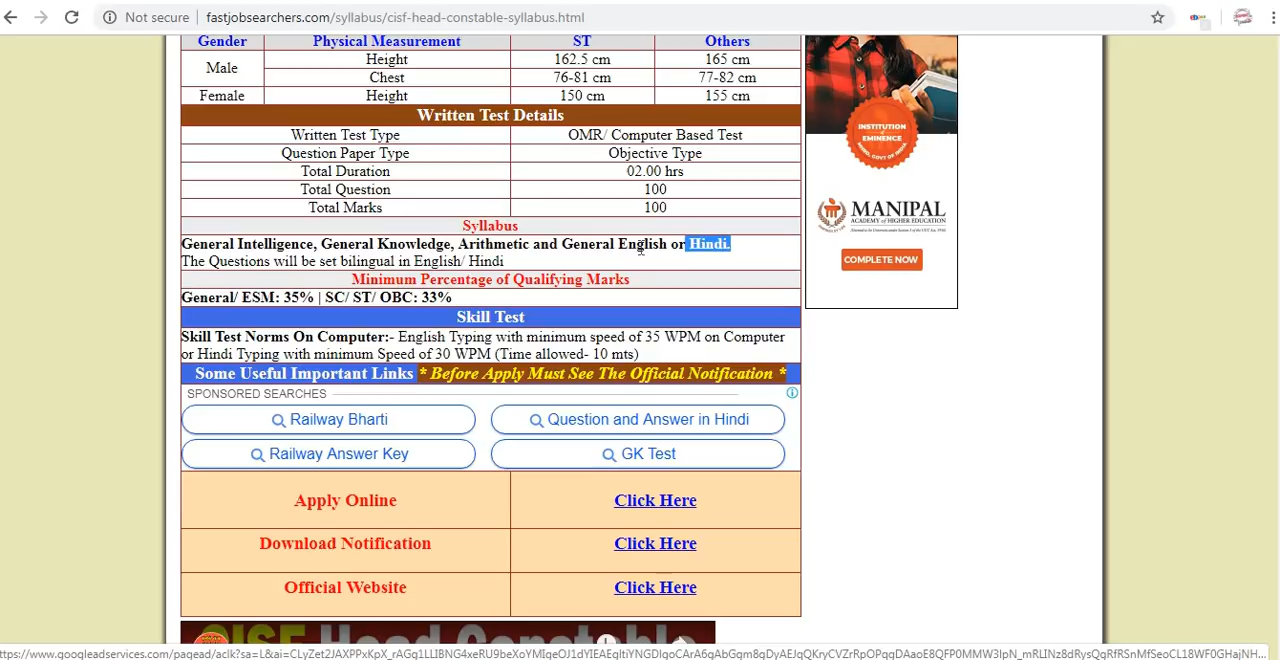 Not secure | fastjobsearchers.com/syllabus/cisf-head-constable-syllabus.html
Gender Physical Measurement ST Others
Male Height 162.5 cm 165 cm
Chest 76-81 cm 77-82 cm
Female Height 150 cm 155 cm
Written Test Details
Written Test Type OMR/ Computer Based Test
Question Paper Type Objective Type
Total Duration 02.00 hrs
Total Question 100
Total Marks 100
Syllabus
General Intelligence, General Knowledge, Arithmetic and General English or Hindi.
The Questions will be set bilingual in English/ Hindi
Minimum Percentage of Qualifying Marks
General/ ESM: 35% | SC/ ST/ OBC: 33%
Skill Test
Skill Test Norms On Computer:- English Typing with minimum speed of 35 WPM on Computer
or Hindi Typing with minimum Speed of 30 WPM (Time allowed- 10 mts)
Some Useful Important Links * Before Apply Must See The Official Notification *
SPONSORED SEARCHES
Railway Bharti Question and Answer in Hindi
Railway Answer Key GK Test
Apply Online Click Here
Download Notification Click Here
Official Website Click Here
CISF Head Constable
INSTITUTION
of
EMINENCE
MANIPAL
ACADEMY of HIGHER EDUCATION
COMPLETE NOW